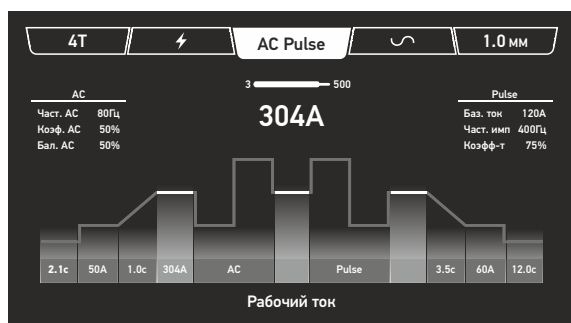 4T AC Pulse 1.0 мм
3 500
304A
AC
Част. AC 80Гц
Коэф. AC 50%
Бал. AC 50%
Pulse
Баз. ток 120A
Част. имп 400Гц
Коэфф-т 75%
2.1с 50A 1.0с 304A AC Pulse 3.5с 60A 12.0с
Рабочий ток